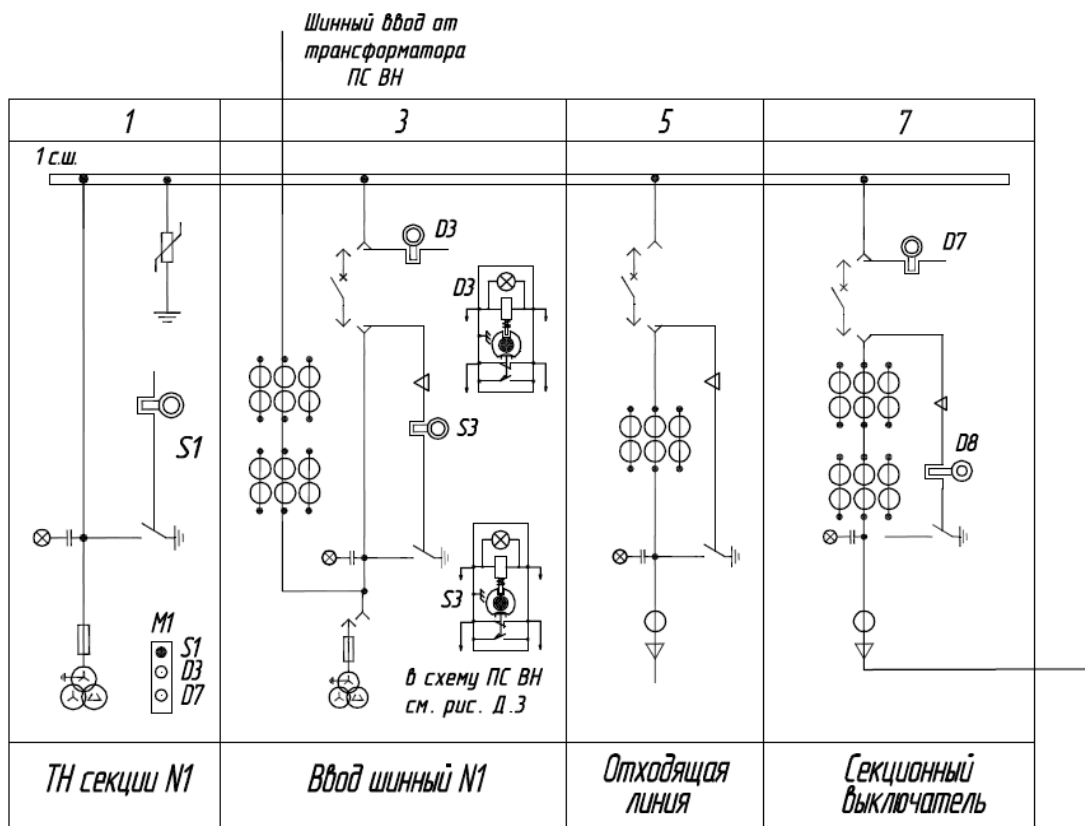 Шинный ввод от
трансформатора
ПС ВН
1
3
5
7
1 с.ш.
D3
D7
D3
S1
S3
D8
S3
M1
S1
D3
D7
в схему ПС ВН
см. рис. Д.3
ТН секции N1
Ввод шинный N1
Отходящая
линия
Секционный
выключатель